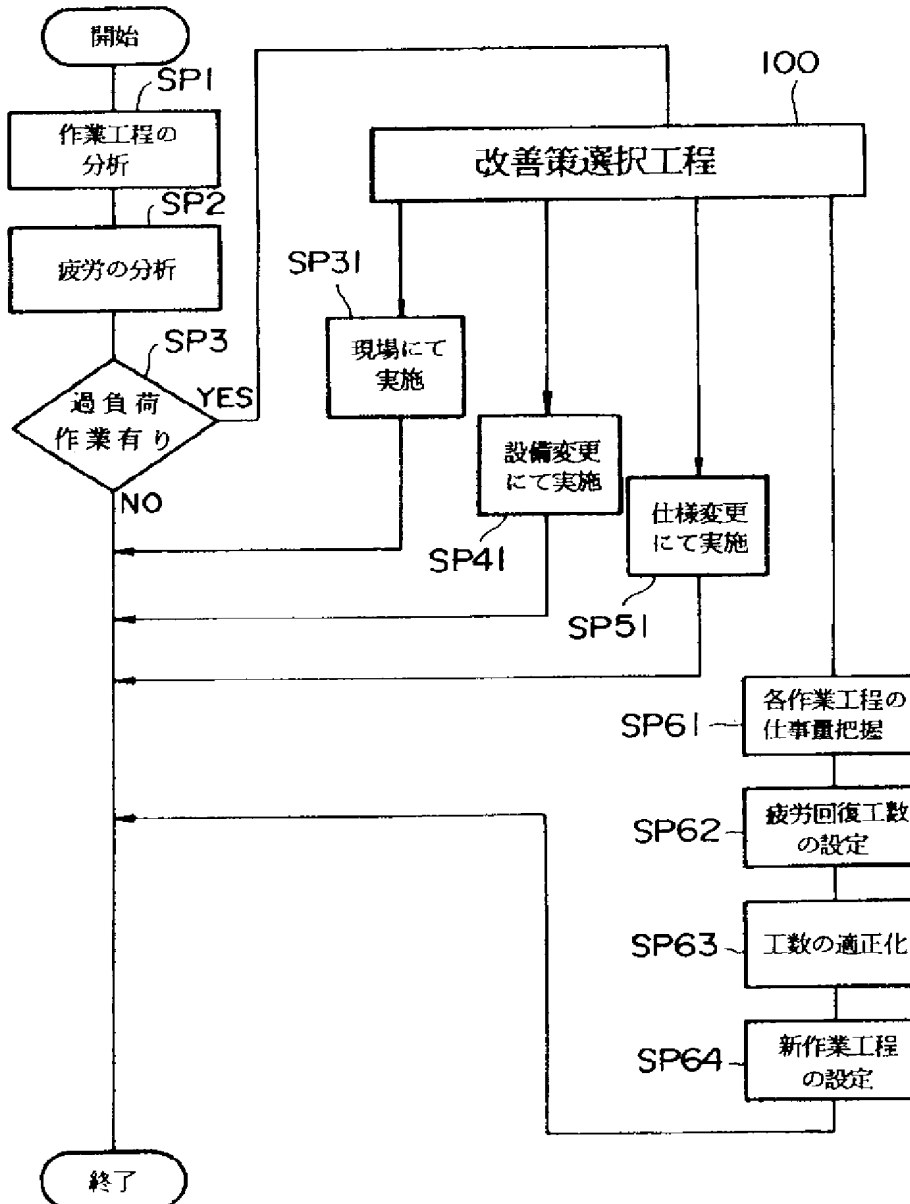 開始
SP1
作業工程の
分析
SP2
疲労の分析
SP3
過負荷
作業有り
YES
NO
100
改善策選択工程
SP31
現場にて
実施
設備変更
にて実施
SP41
仕様変更
にて実施
SP51
SP61
各作業工程の
仕事量把握
SP62
疲労回復工数
の設定
SP63
工数の適正化
SP64
新作業工程
の設定
終了